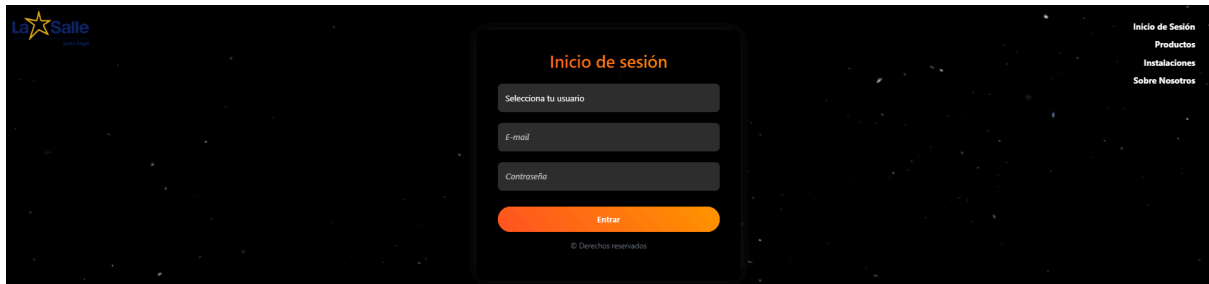 La Salle
Inicio de Sesión
Productos
Instalaciones
Sobre Nosotros
Inicio de sesión
Selecciona tu usuario
E-mail
Contraseña
Entrar
© Derechos reservados